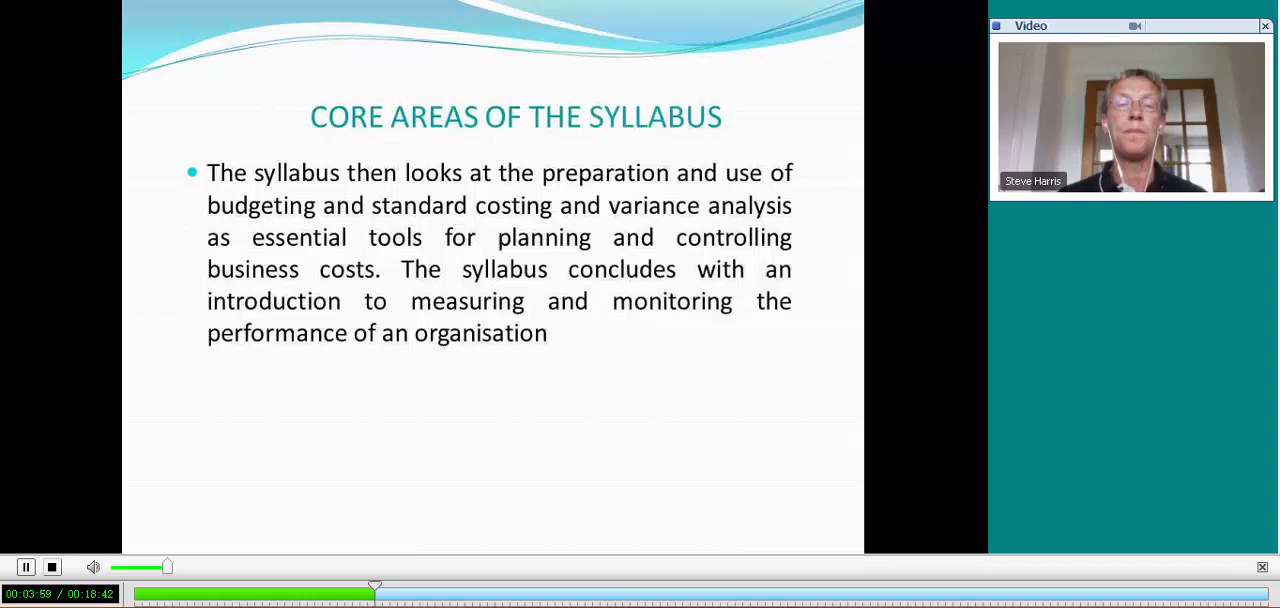 CORE AREAS OF THE SYLLABUS
• The syllabus then looks at the preparation and use of
budgeting and standard costing and variance analysis
as essential tools for planning and controlling
business costs. The syllabus concludes with an
introduction to measuring and monitoring the
performance of an organisation
Video
Steve Harris
00:03:59 / 00:18:42